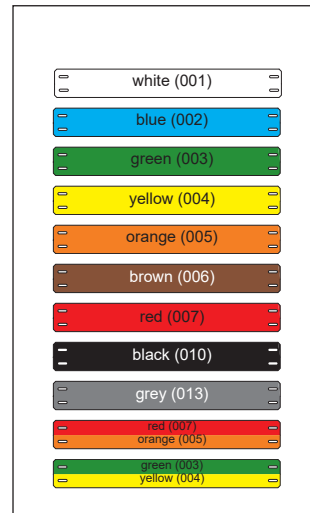 white (001)
blue (002)
green (003)
yellow (004)
orange (005)
brown (006)
red (007)
black (010)
grey (013)
red (007)
orange (005)
green (003)
yellow (004)